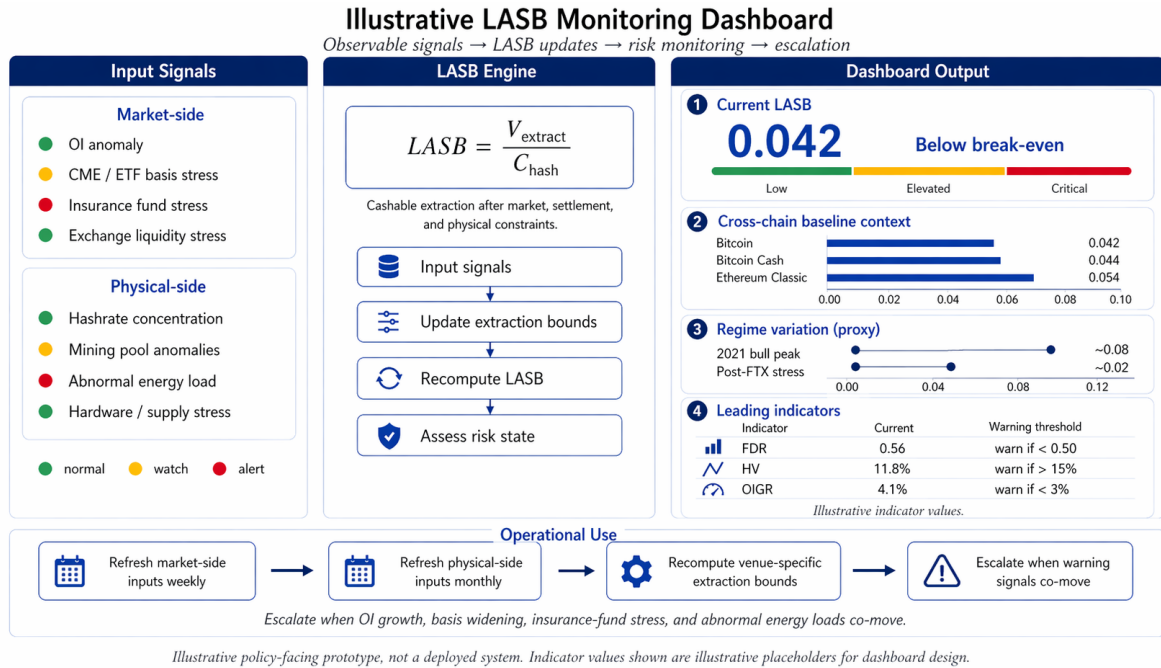 Illustrative LASB Monitoring Dashboard
Observable signals → LASB updates → risk monitoring → escalation
Input Signals
Market-side
OI anomaly
CME / ETF basis stress
Insurance fund stress
Exchange liquidity stress
Physical-side
Hashrate concentration
Mining pool anomalies
Abnormal energy load
Hardware / supply stress
normal watch alert
LASB Engine
LASB = V_extract / C_hash
Cashable extraction after market, settlement,
and physical constraints.
Input signals
Update extraction bounds
Recompute LASB
Assess risk state
Dashboard Output
1 Current LASB
0.042 Below break-even
Low Elevated Critical
2 Cross-chain baseline context
Bitcoin 0.042
Bitcoin Cash 0.044
Ethereum Classic 0.054
0.00 0.02 0.04 0.06 0.08 0.10
3 Regime variation (proxy)
2021 bull peak ~0.08
Post-FTX stress ~0.02
0.00 0.04 0.08 0.12
4 Leading indicators
Indicator Current Warning threshold
FDR 0.56 warn if < 0.50
HV 11.8% warn if > 15%
OIGR 4.1% warn if < 3%
Illustrative indicator values.
Operational Use
Refresh market-side
inputs weekly
Refresh physical-side
inputs monthly
Recompute venue-specific
extraction bounds
Escalate when warning
signals co-move
Escalate when OI growth, basis widening, insurance-fund stress, and abnormal energy loads co-move.
Illustrative policy-facing prototype, not a deployed system. Indicator values shown are illustrative placeholders for dashboard design.